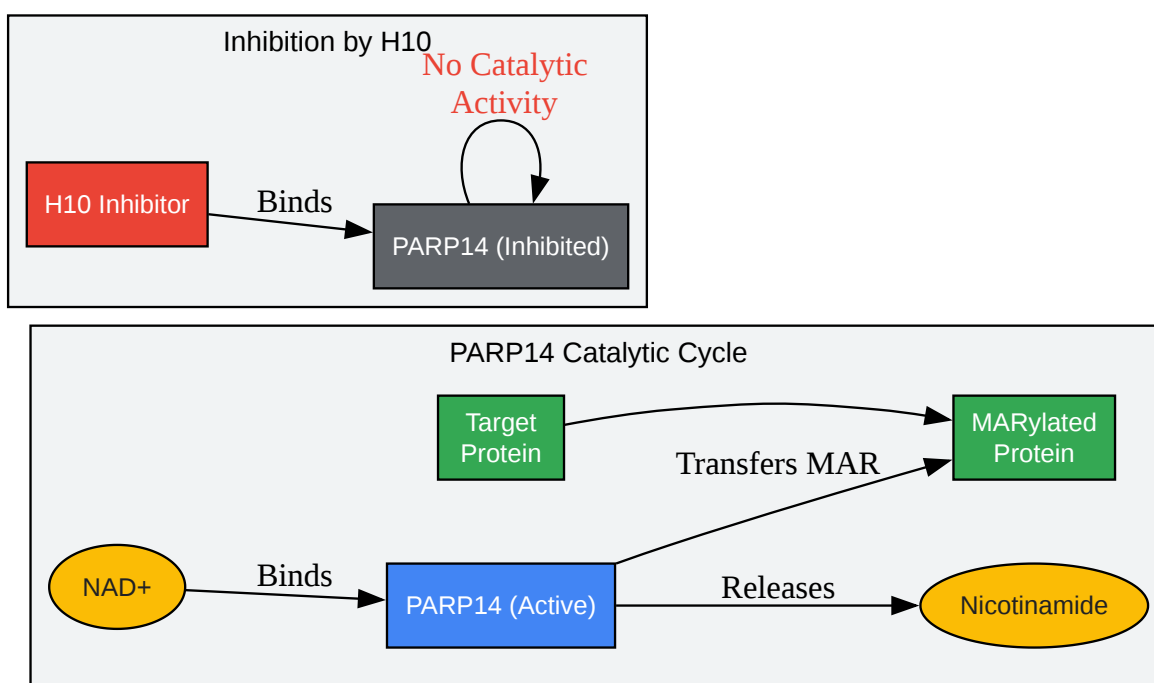 Inhibition by H10
No Catalytic
Activity
H10 Inhibitor
Binds
PARP14 (Inhibited)
PARP14 Catalytic Cycle
Target
Protein
MARylated
Protein
Transfers MAR
NAD+
Binds
PARP14 (Active)
Releases
Nicotinamide